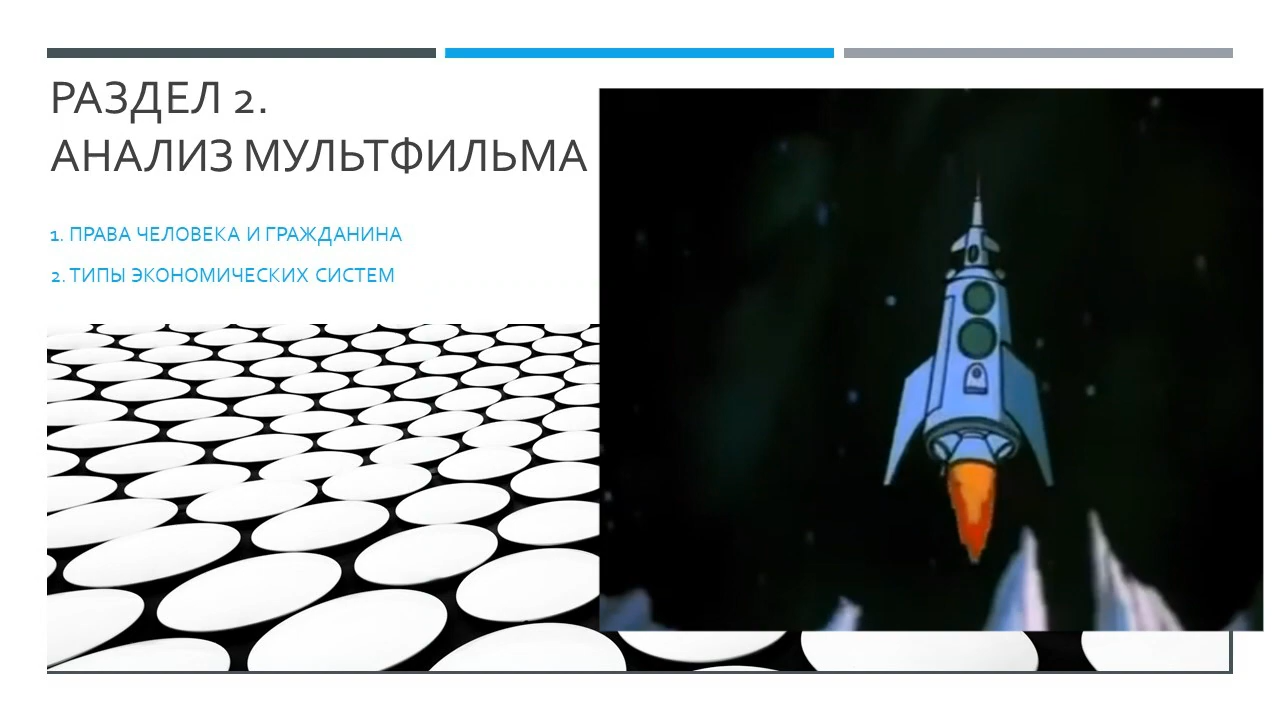 РАЗДЕЛ 2.
АНАЛИЗ МУЛЬТФИЛЬМА
1. ПРАВА ЧЕЛОВЕКА И ГРАЖДАНИНА
2. ТИПЫ ЭКОНОМИЧЕСКИХ СИСТЕМ